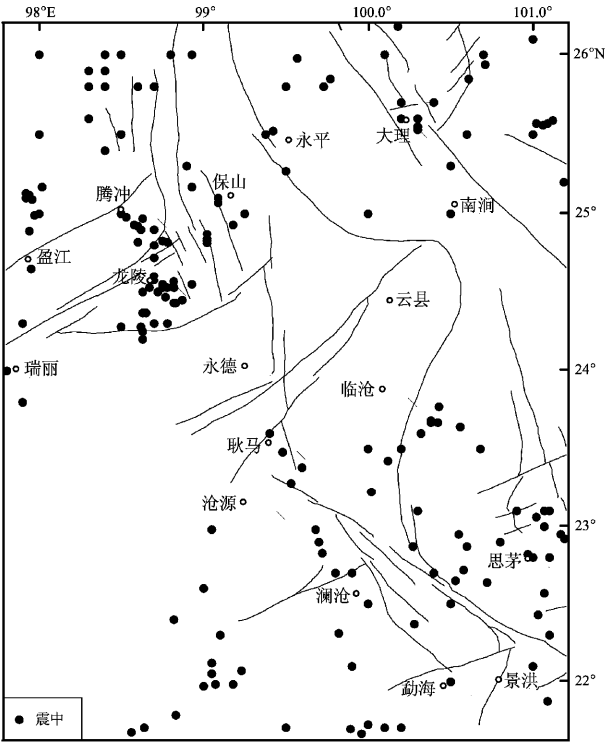 98°E 99° 100.0° 101.0°
26°N
大理
永平
保山
腾冲
南涧
25°
盈江
龙陵
云县
24°
瑞丽
永德
临沧
耿马
沧源
23°
思茅
澜沧
22°
景洪
勐海
震中